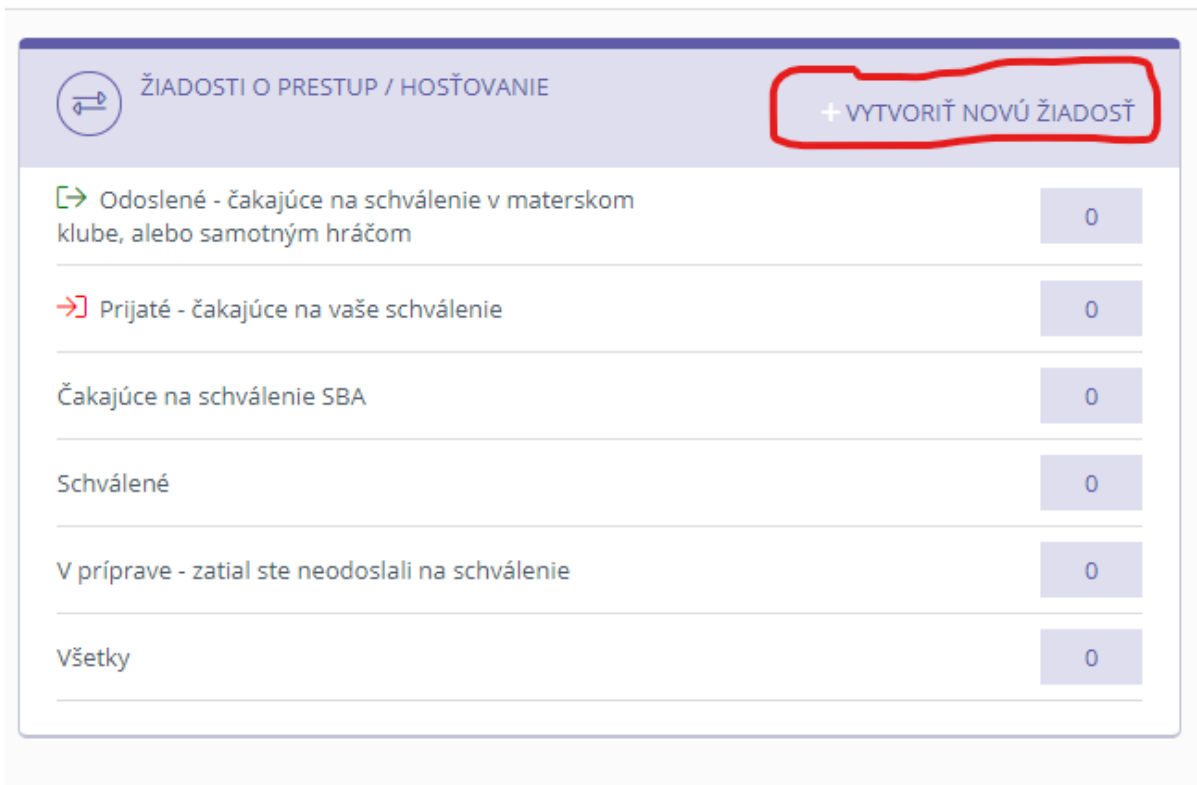 ŽIADOSTI O PRESTUP / HOSŤOVANIE
+ VYTVORIŤ NOVÚ ŽIADOSŤ
Odoslené - čakajúce na schválenie v materskom
klube, alebo samotným hráčom
0
Prijaté - čakajúce na vaše schválenie
0
Čakajúce na schválenie SBA
0
Schválené
0
V príprave - zatial ste neodoslali na schválenie
0
Všetky
0